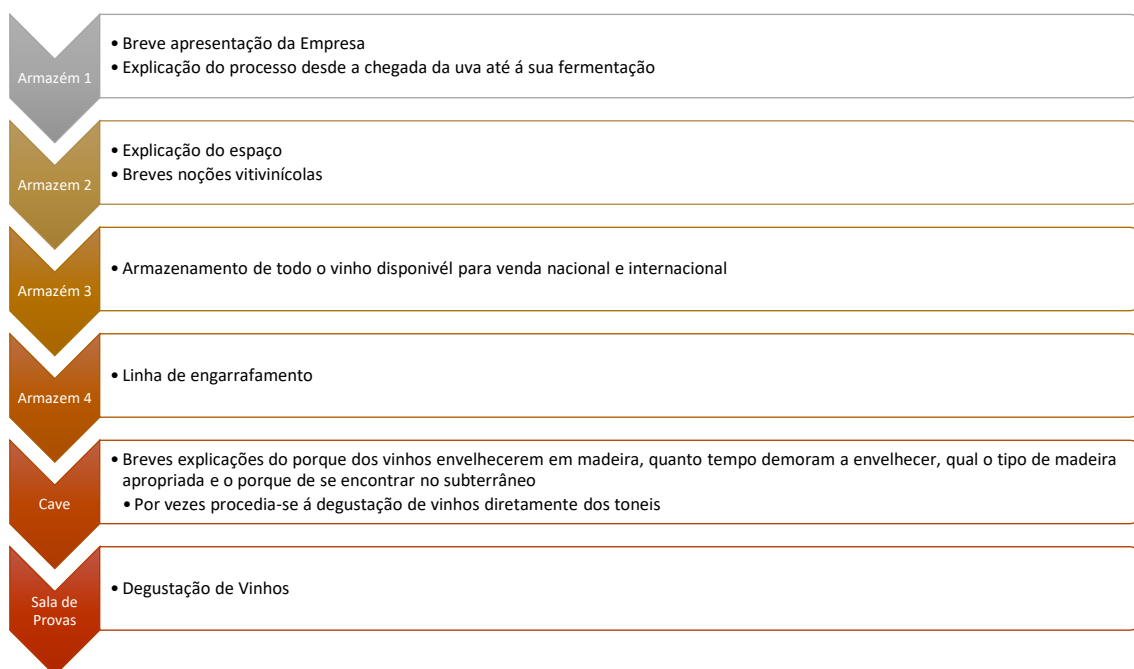 Armazém 1
• Breve apresentação da Empresa
• Explicação do processo desde a chegada da uva até á sua fermentação
Armazem 2
• Explicação do espaço
• Breves noções vitivinícolas
Armazém 3
• Armazenamento de todo o vinho disponivél para venda nacional e internacional
Armazem 4
• Linha de engarrafamento
Cave
• Breves explicações do porque dos vinhos envelhecerem em madeira, quanto tempo demoram a envelhecer, qual o tipo de madeira
apropriada e o porque de se encontrar no subterrâneo
• Por vezes procedia-se á degustação de vinhos diretamente dos toneis
Sala de
Provas
• Degustação de Vinhos